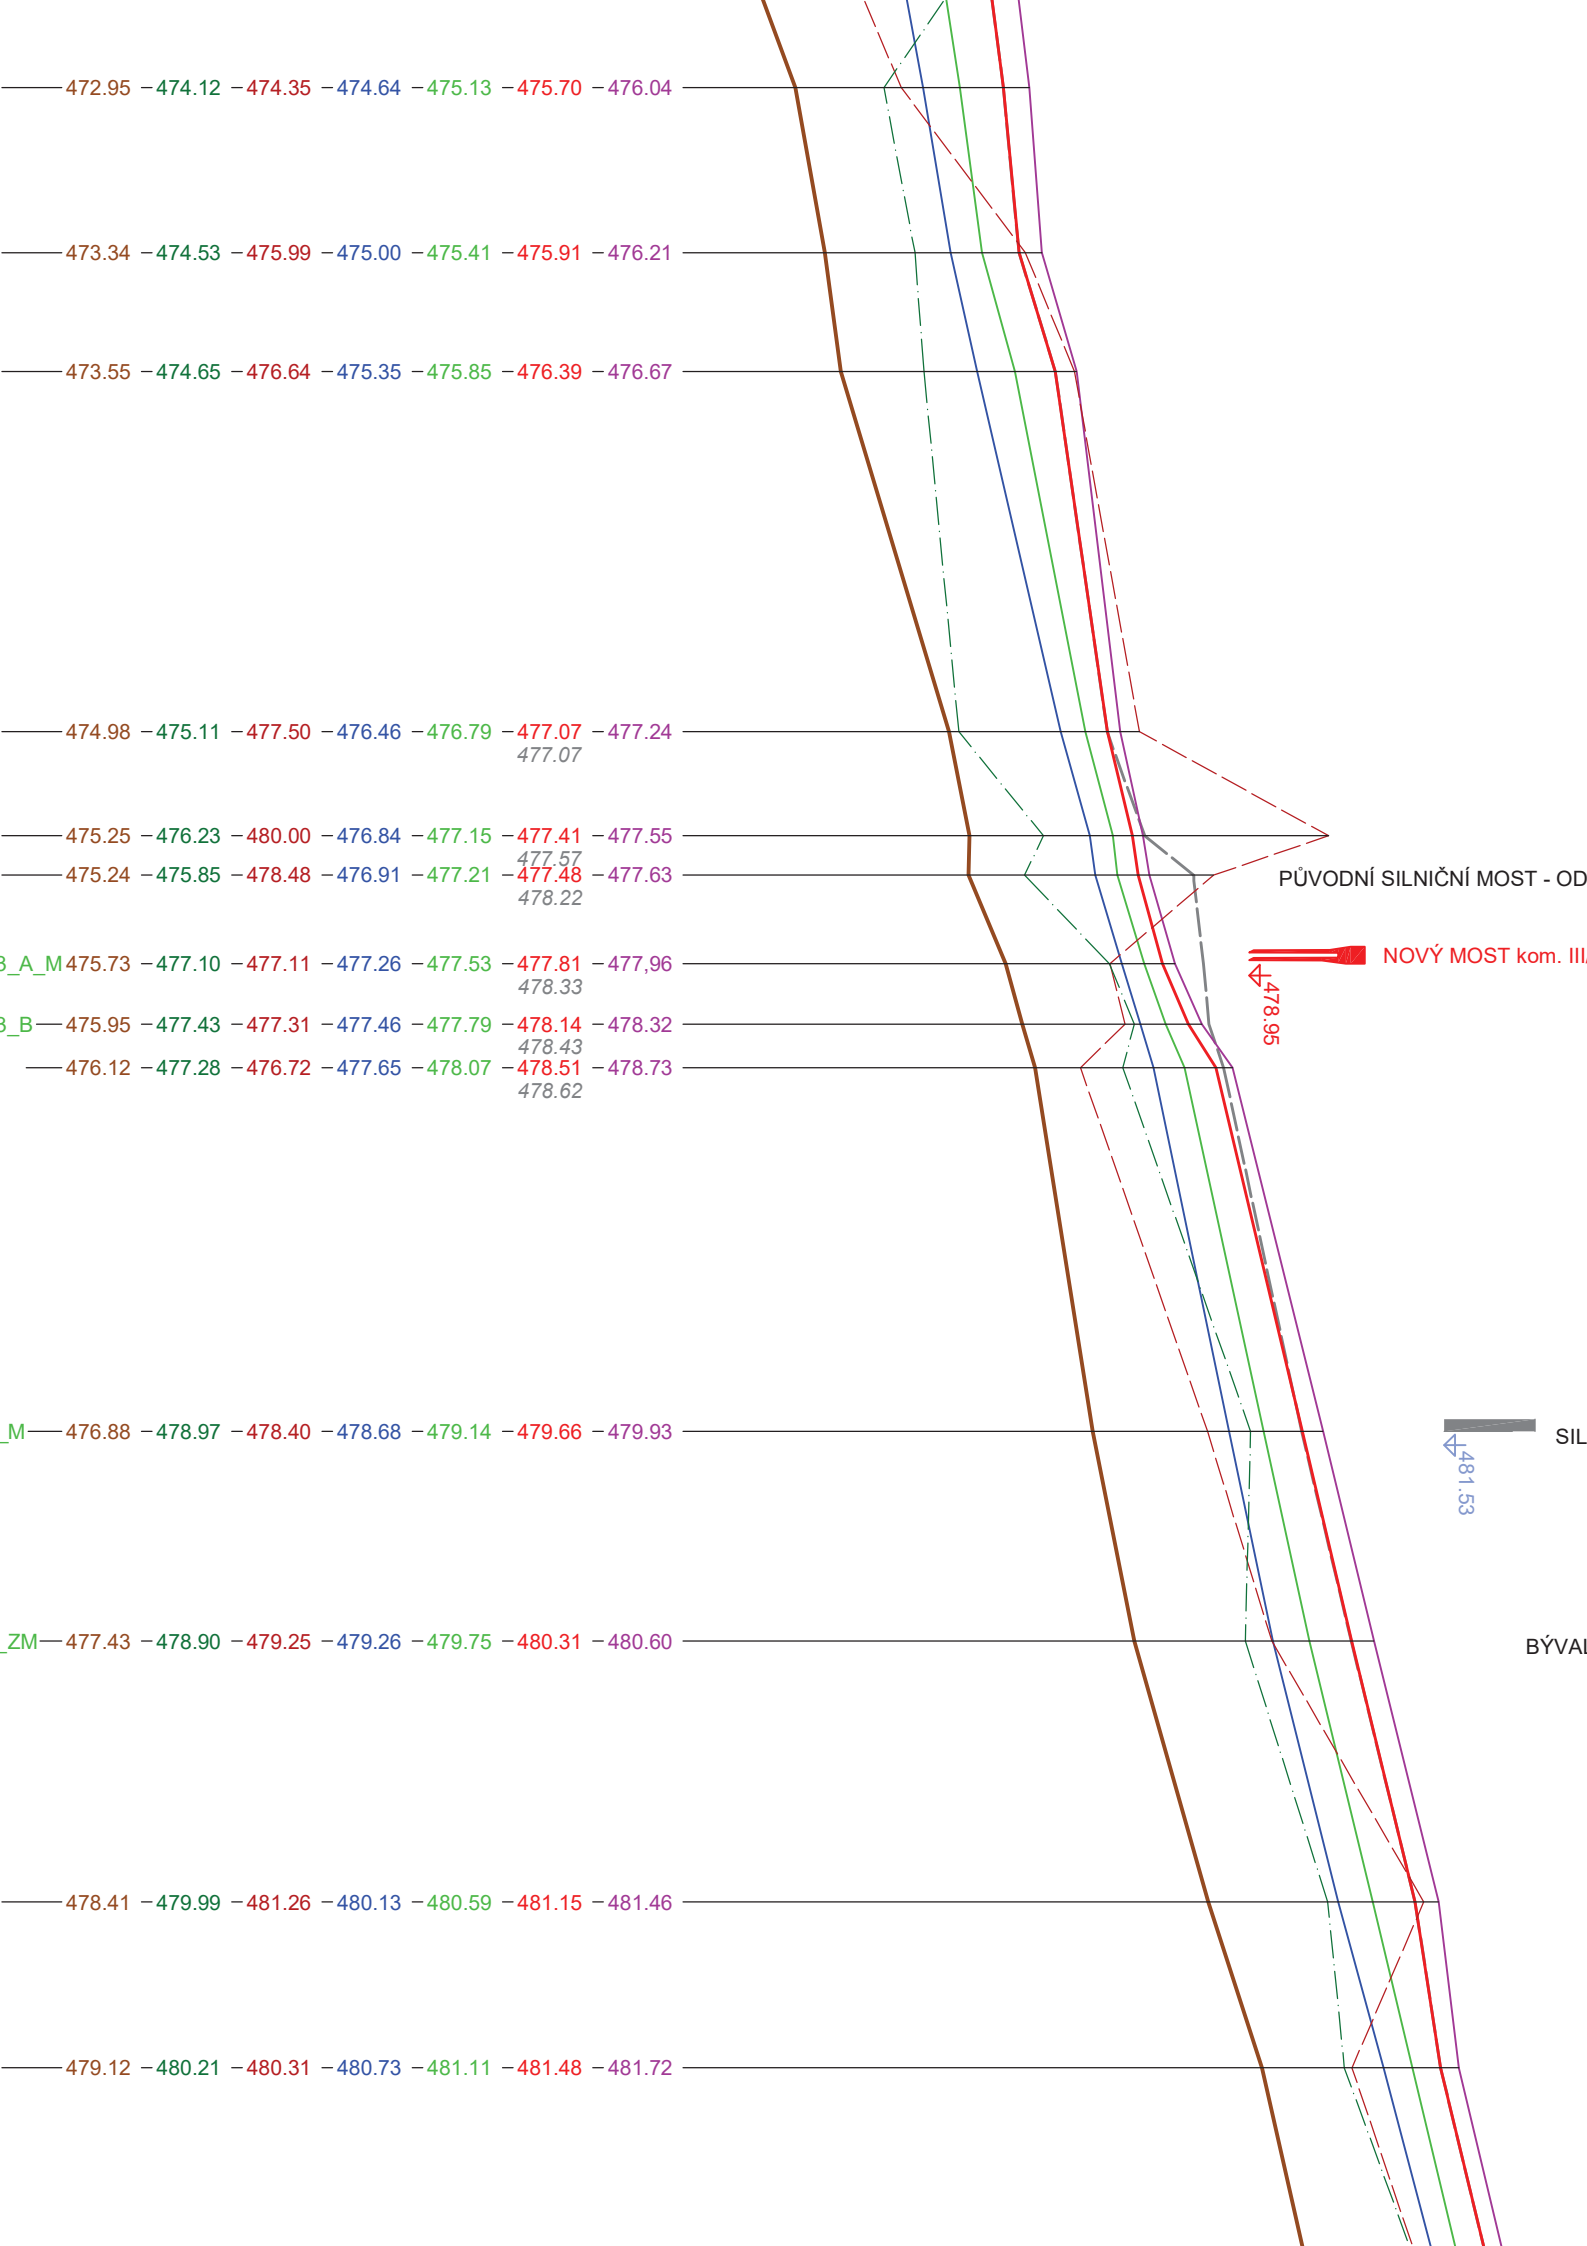 472.95 474.12 474.35 474.64 475.13 475.70 476.04
473.34 474.53 475.99 475.00 475.41 475.91 476.21
473.55 474.65 476.64 475.35 475.85 476.39 476.67
474.98 475.11 477.50 476.46 476.79 477.07 477.24
477.07
475.25 476.23 480.00 476.84 477.15 477.41 477.55
477.57
475.24 475.85 478.48 476.91 477.21 477.48 477.63
478.22
PŮVODNÍ SILNIČNÍ MOST - OD
_A_M 475.73 477.10 477.11 477.26 477.53 477.81 477,96
478.33
NOVÝ MOST kom. III
478.95
_B 475.95 477.43 477.31 477.46 477.79 478.14 478.32
478.43
476.12 477.28 476.72 477.65 478.07 478.51 478.73
478.62
_M 476.88 478.97 478.40 478.68 479.14 479.66 479.93
SIL
481.53
_ZM 477.43 478.90 479.25 479.26 479.75 480.31 480.60
BÝVAL
478.41 479.99 481.26 480.13 480.59 481.15 481.46
479.12 480.21 480.31 480.73 481.11 481.48 481.72